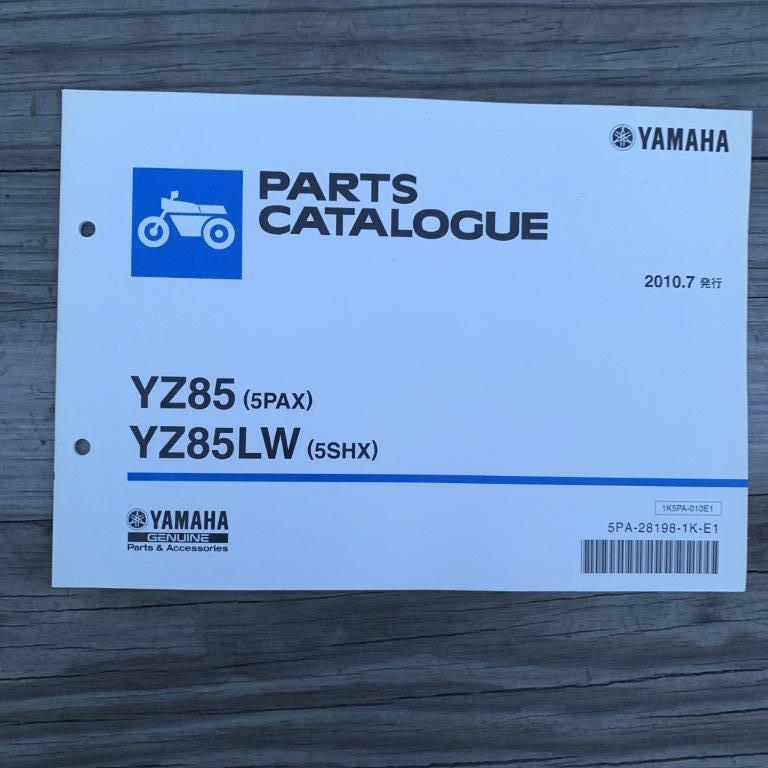 YAMAHA
PARTS
CATALOGUE
2010.7 発行
YZ85 (5PAX)
YZ85LW (5SHX)
YAMAHA
GENUINE
Parts & Accessories
1K5PA-010E1
5PA-28198-1K-E1